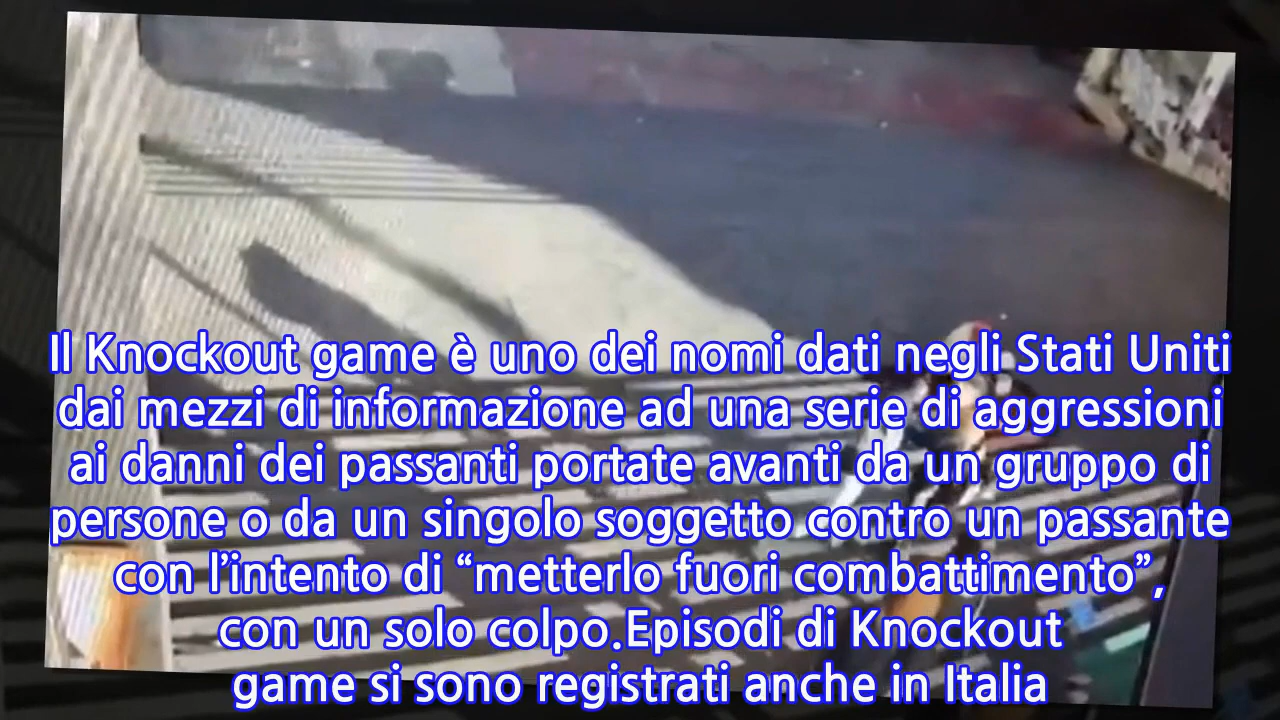 Il Knockout game è uno dei nomi dati negli Stati Uniti
dai mezzi di informazione ad una serie di aggressioni
ai danni dei passanti portate avanti da un gruppo di
persone o da un singolo soggetto contro un passante
con l’intento di “metterlo fuori combattimento”,
con un solo colpo.Episodi di Knockout
game si sono registrati anche in Italia